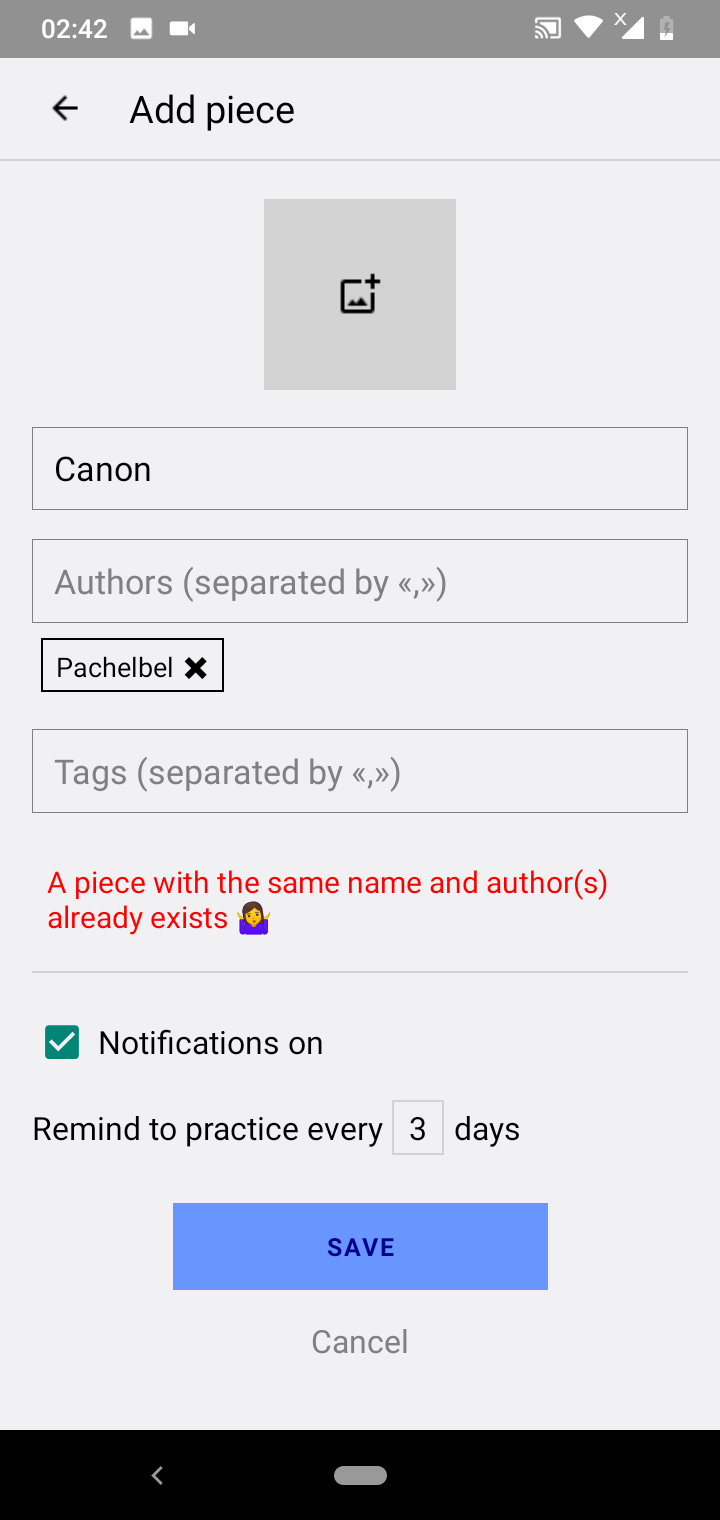 02:42
Add piece
Canon
Authors (separated by «,»)
Pachelbel ✖
Tags (separated by «,»)
A piece with the same name and author(s)
already exists 🤷‍♀️
Notifications on
Remind to practice every 3 days
SAVE
Cancel